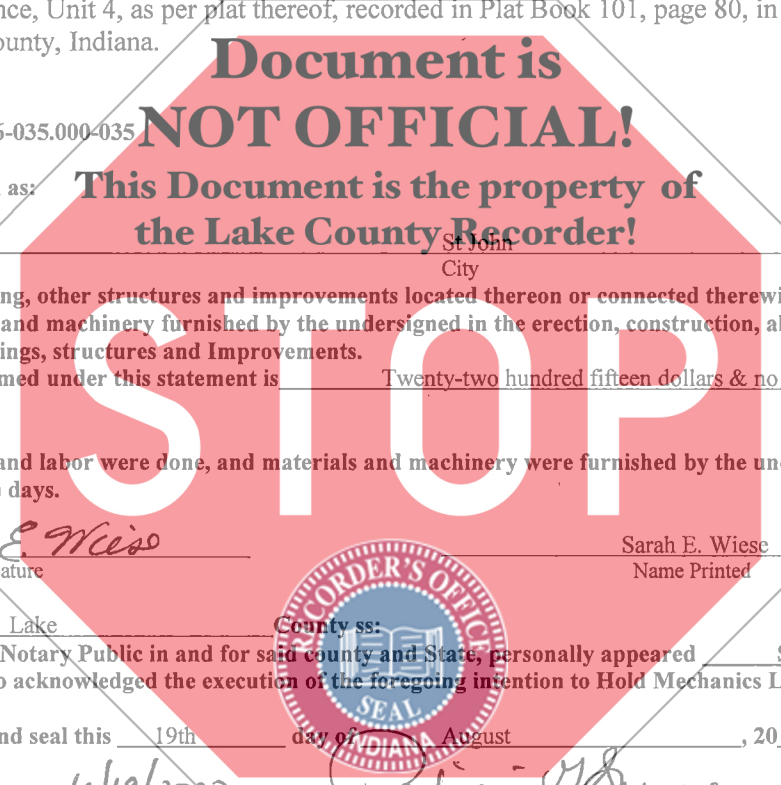 nce, Unit 4, as per plat thereof, recorded in Plat Book 101, page 80, in
ounty, Indiana.
Document is
NOT OFFICIAL!
-035.000-035
as:
This Document is the property of
the Lake County Recorder!
St John
City
ng, other structures and improvements located thereon or connected therewi
and machinery furnished by the undersigned in the erection, construction, al
ings, structures and Improvements.
med under this statement is Twenty-two hundred fifteen dollars & no
STOP
and labor were done, and materials and machinery were furnished by the un
days.
E Wiese
Sarah E. Wiese
ature
Name Printed
Lake County ss:
Notary Public in and for said county and State, personally appeared S
o acknowledged the execution of the foregoing intention to Hold Mechanics L
RECORDER'S OFFICE
SEAL
INDIANA
nd seal this 19th day of August, 20